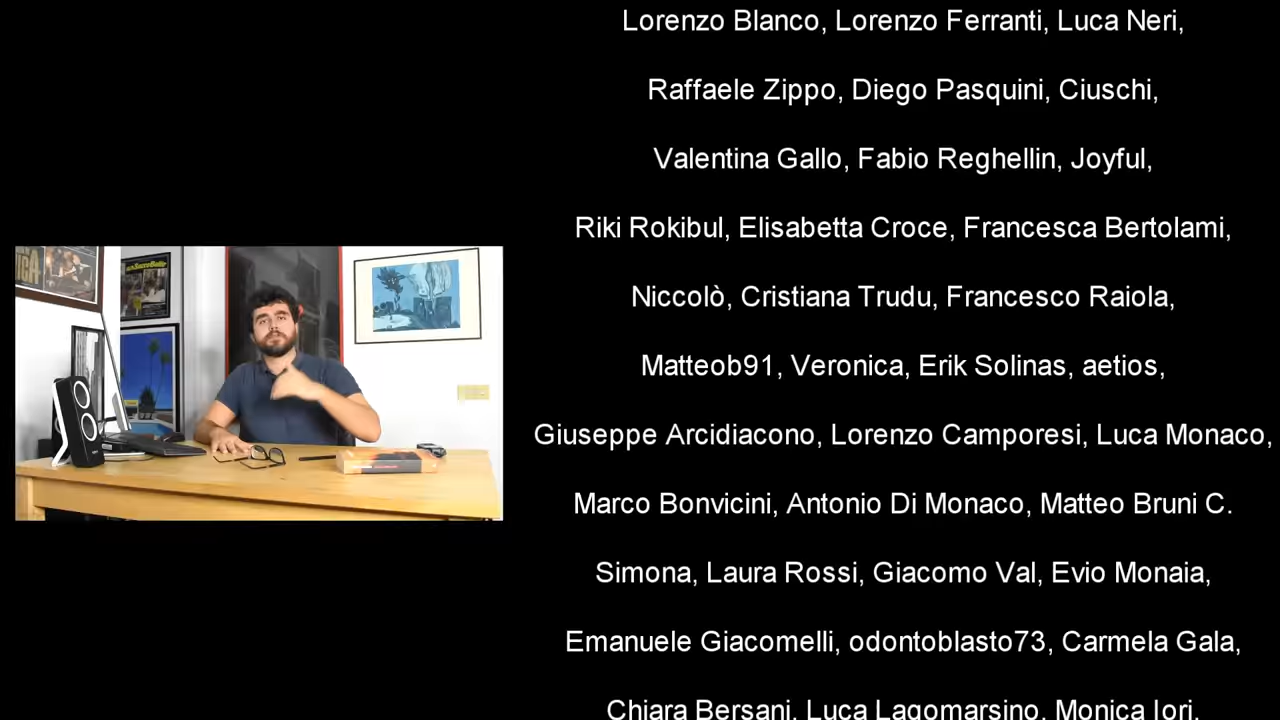 Lorenzo Blanco, Lorenzo Ferranti, Luca Neri,
Raffaele Zippo, Diego Pasquini, Ciuschi,
Valentina Gallo, Fabio Reghellin, Joyful,
Riki Rokibul, Elisabetta Croce, Francesca Bertolami,
Niccolò, Cristiana Trudu, Francesco Raiola,
Matteob91, Veronica, Erik Solinas, aetios,
Giuseppe Arcidiacono, Lorenzo Camporesi, Luca Monaco,
Marco Bonvicini, Antonio Di Monaco, Matteo Bruni C.
Simona, Laura Rossi, Giacomo Val, Evio Monaia,
Emanuele Giacomelli, odontoblasto73, Carmela Gala,
Chiara Bersani, Luca Lagomarsino, Monica Iori,